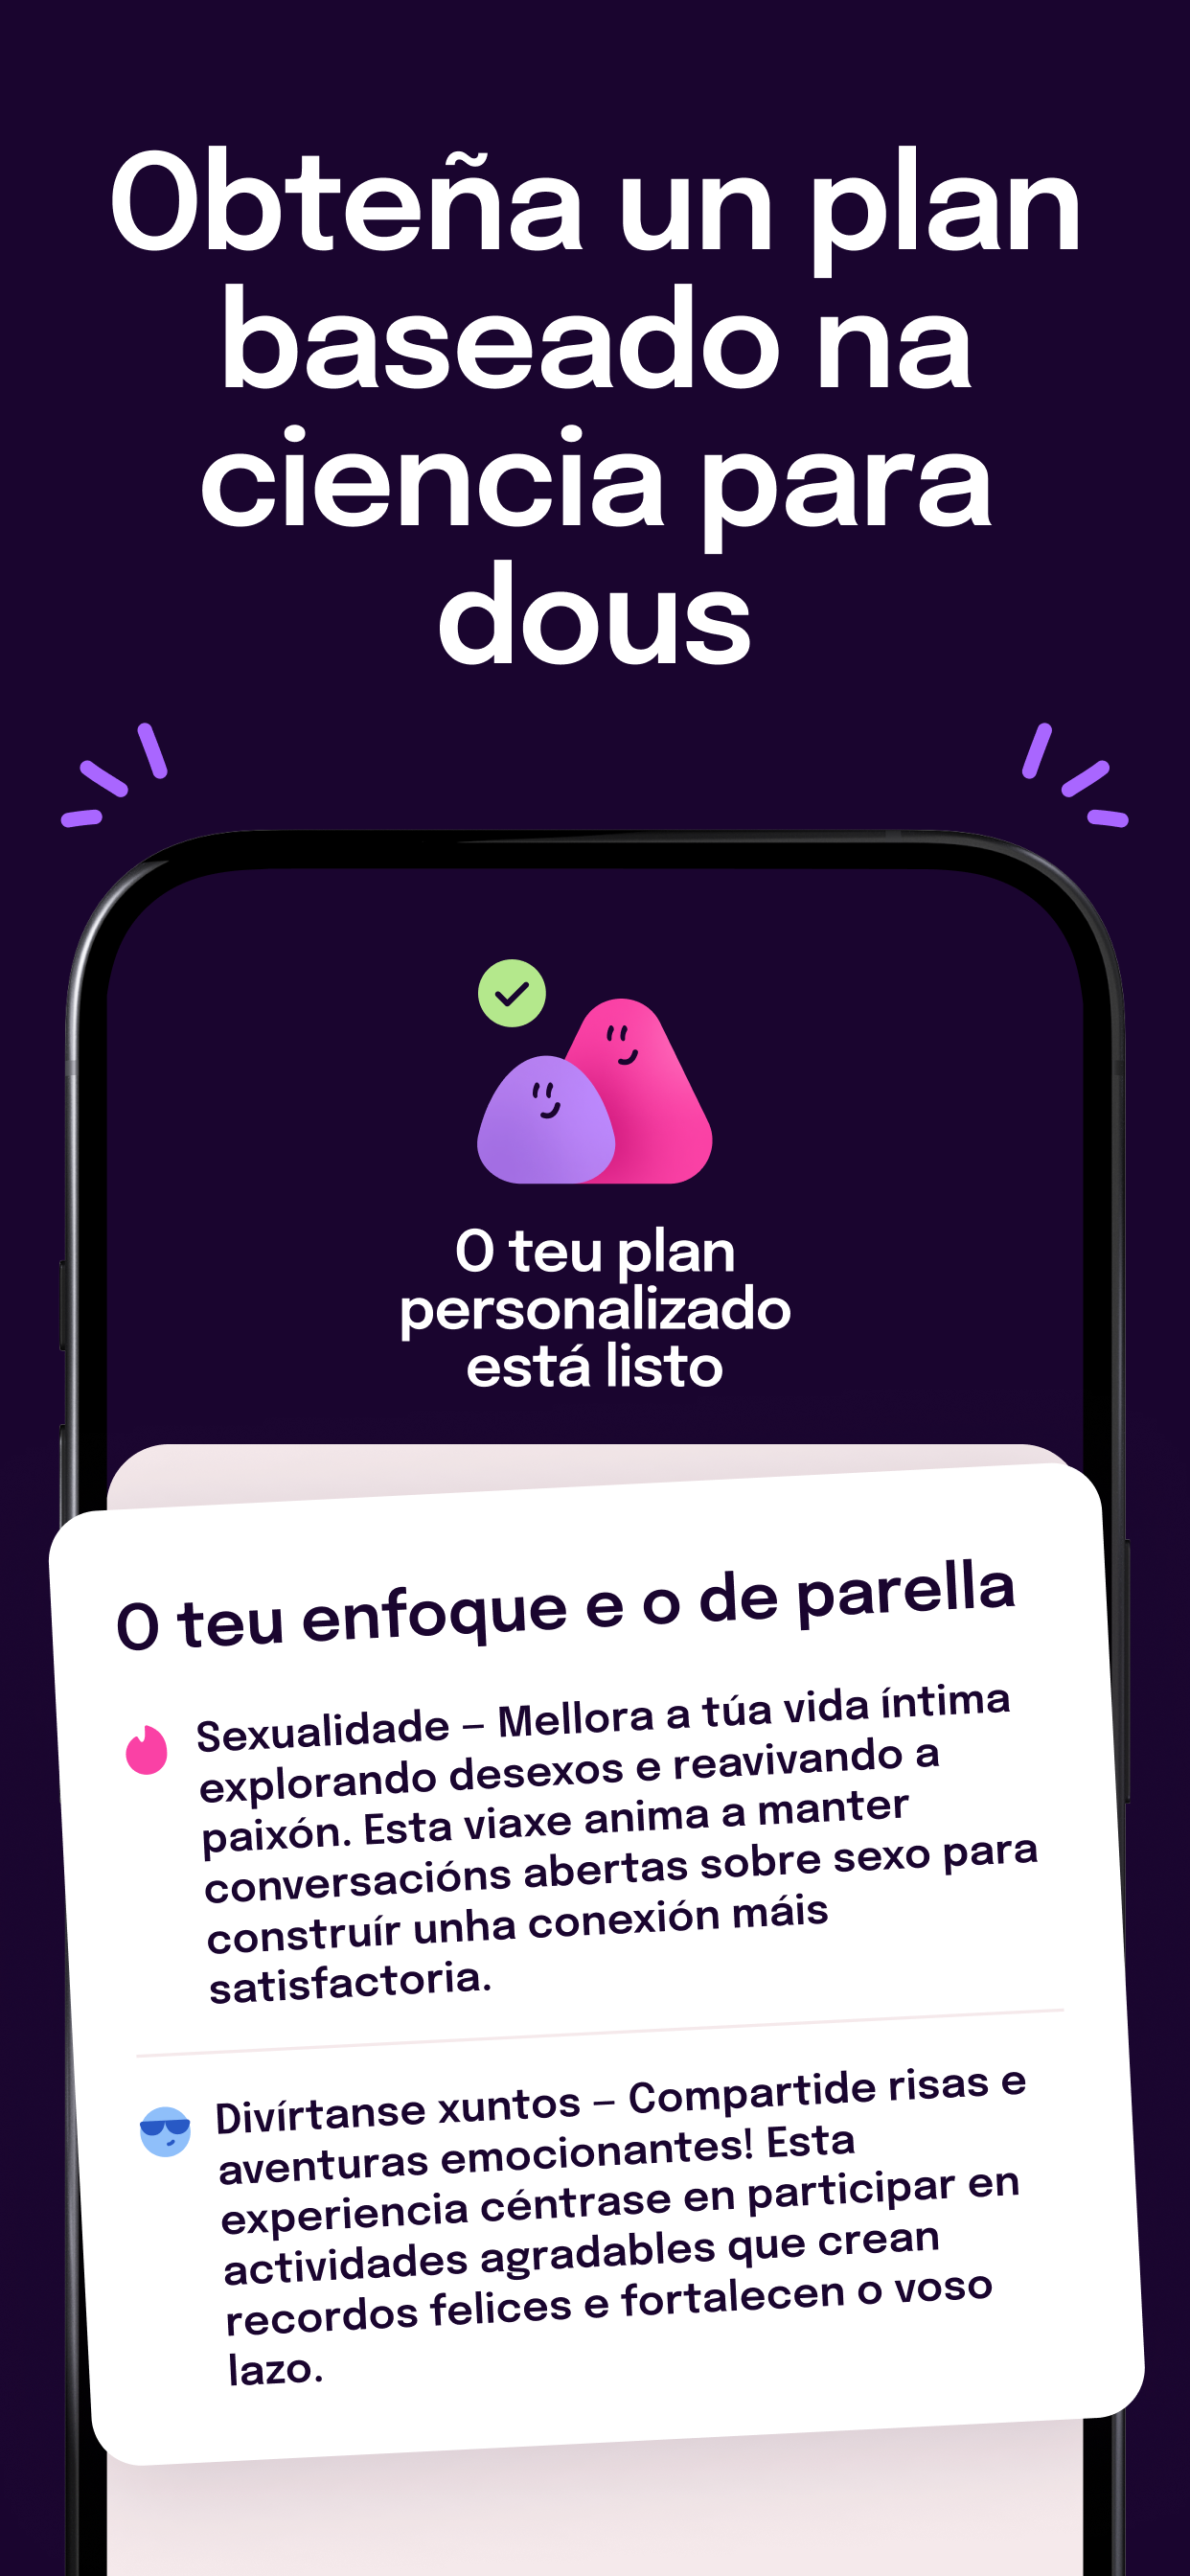 Obteña un plan
baseado na
ciencia para
dous
O teu plan
personalizado
está listo
O teu enfoque e o de parella
Sexualidade – Mellora a túa vida íntima
explorando desexos e reavivando a
paixón. Esta viaxe anima a manter
conversacións abertas sobre sexo para
construír unha conexión máis
satisfactoria.
Divírtanse xuntos – Compartide risas e
aventuras emocionantes! Esta
experiencia céntrase en participar en
actividades agradables que crean
recordos felices e fortalecen o voso
lazo.